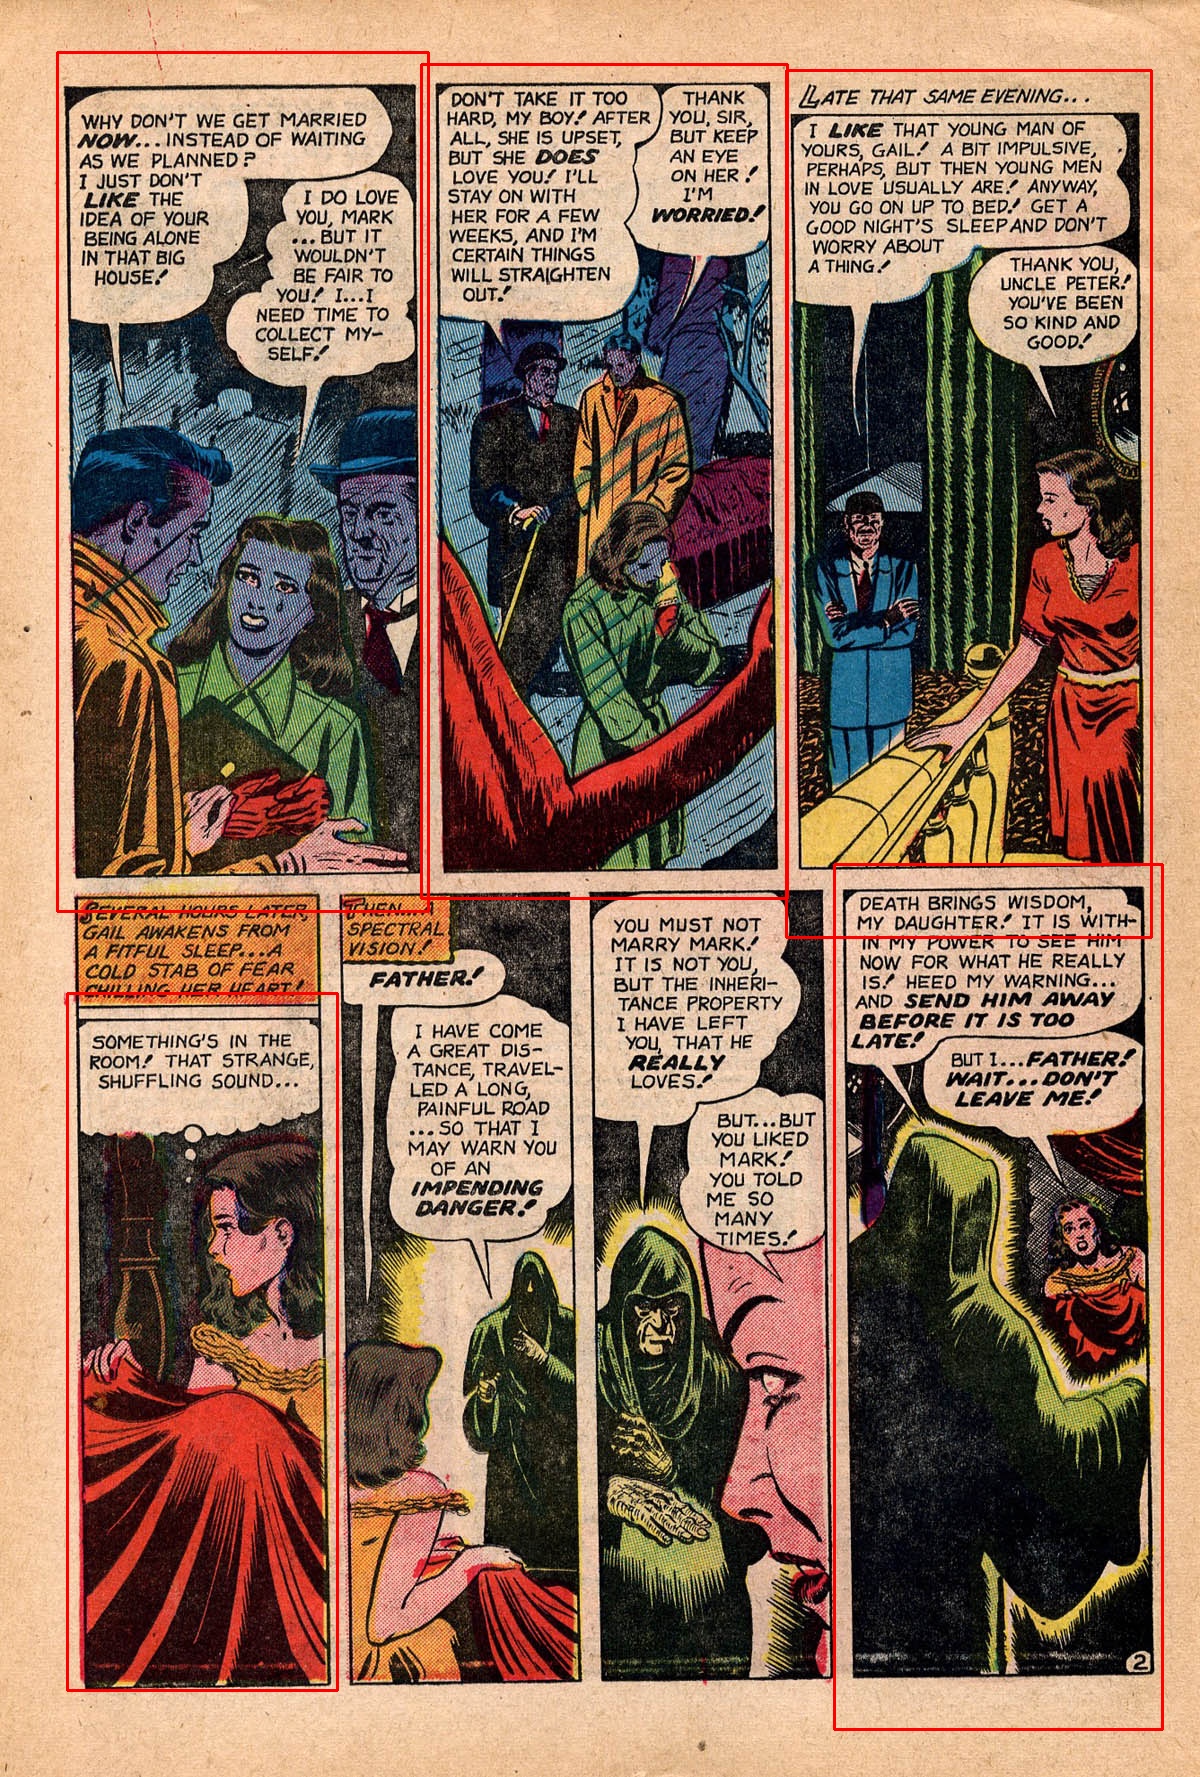 WHY DON'T WE GET MARRIED
NOW... INSTEAD OF WAITING
AS WE PLANNED?
I JUST DON'T
LIKE THE
IDEA OF YOUR
BEING ALONE
IN THAT BIG
HOUSE!
I DO LOVE
YOU, MARK
...BUT IT
WOULDN'T
BE FAIR TO
YOU! I...I
NEED TIME TO
COLLECT MY-
SELF!
DON'T TAKE IT TOO
HARD, MY BOY! AFTER
ALL, SHE IS UPSET,
BUT SHE DOES
LOVE YOU! I'LL
STAY ON WITH
HER FOR A FEW
WEEKS, AND I'M
CERTAIN THINGS
WILL STRAIGHTEN
OUT!
THANK
YOU, SIR,
BUT KEEP
AN EYE
ON HER!
I'M
WORRIED!
LATE THAT SAME EVENING...
I LIKE THAT YOUNG MAN OF
YOURS, GAIL! A BIT IMPULSIVE,
PERHAPS, BUT THEN YOUNG MEN
IN LOVE USUALLY ARE! ANYWAY,
YOU GO ON UP TO BED! GET A
GOOD NIGHT'S SLEEP AND DON'T
WORRY ABOUT
A THING!
THANK YOU,
UNCLE PETER!
YOU'VE BEEN
SO KIND AND
GOOD!
SEVERAL HOURS LATER,
GAIL AWAKENS FROM
A FITFUL SLEEP...A
COLD STAB OF FEAR
CHILLING HER HEART!
SOMETHING'S IN THE
ROOM! THAT STRANGE,
SHUFFLING SOUND...
THEN...A
SPECTRAL
VISION!
FATHER!
I HAVE COME
A GREAT DIS-
TANCE, TRAVEL-
LED A LONG,
PAINFUL ROAD
...SO THAT I
MAY WARN YOU
OF AN
IMPENDING
DANGER!
YOU MUST NOT
MARRY MARK!
IT IS NOT YOU,
BUT THE INHERI-
TANCE PROPERTY
I HAVE LEFT
YOU, THAT HE
REALLY
LOVES!
BUT...BUT
YOU LIKED
MARK!
YOU TOLD
ME SO
MANY
TIMES!
DEATH BRINGS WISDOM,
MY DAUGHTER! IT IS WITH-
IN MY POWER TO SEE HIM
NOW FOR WHAT HE REALLY
IS! HEED MY WARNING...
AND SEND HIM AWAY
BEFORE IT IS TOO
LATE!
BUT I...FATHER!
WAIT...DON'T
LEAVE ME!
2